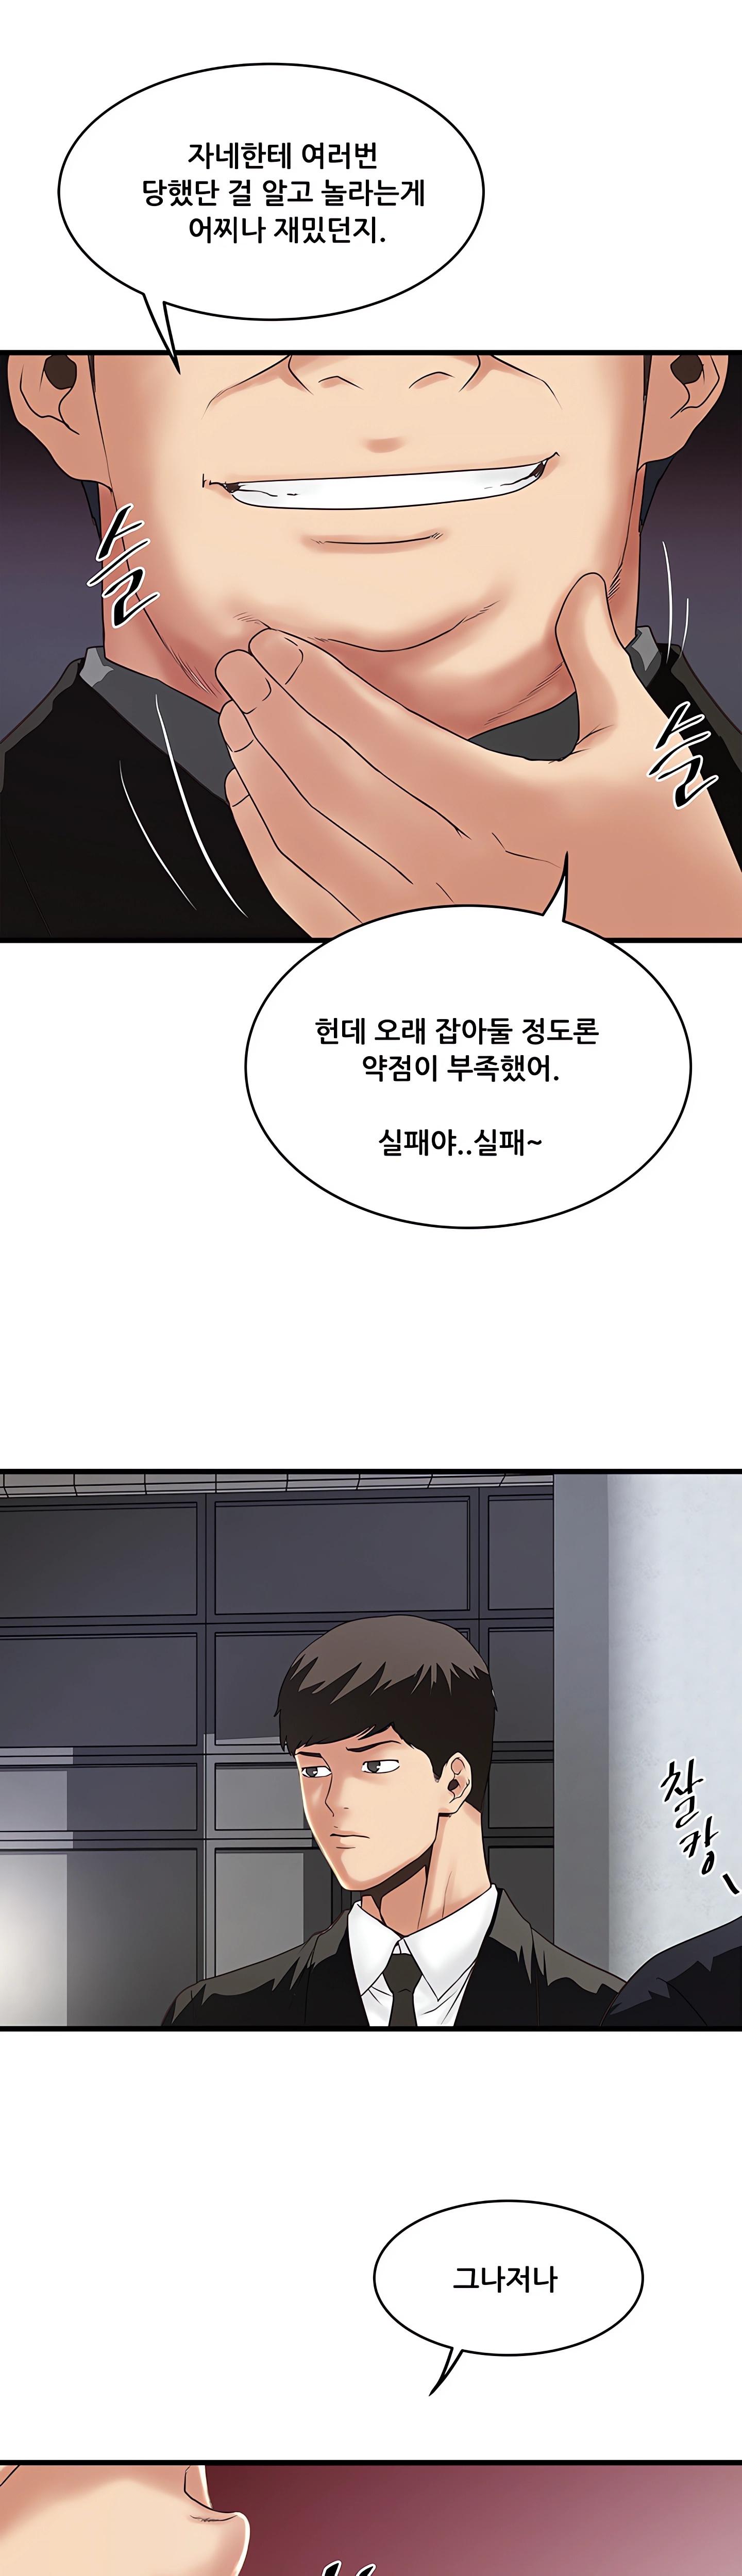 자네한테 여러번
당했단 걸 알고 놀라는게
어찌나 재밌던지.
슬
슬
헌데 오래 잡아둘 정도론
약점이 부족했어.
실패야..실패~
찰캉
그나저나